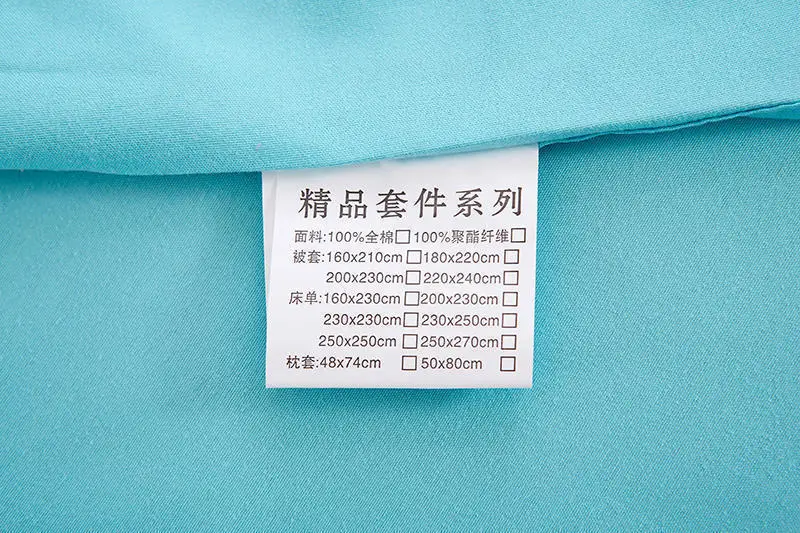 精品套件系列
面料:100%全棉□ 100%聚酯纤维□
被套:160x210cm□180x220cm□
200x230cm□ 220x240cm□
床单:160x230cm□200x230cm□
230x230cm□230x250cm□
250x250cm□250x270cm□
枕套:48x74cm □50x80cm □